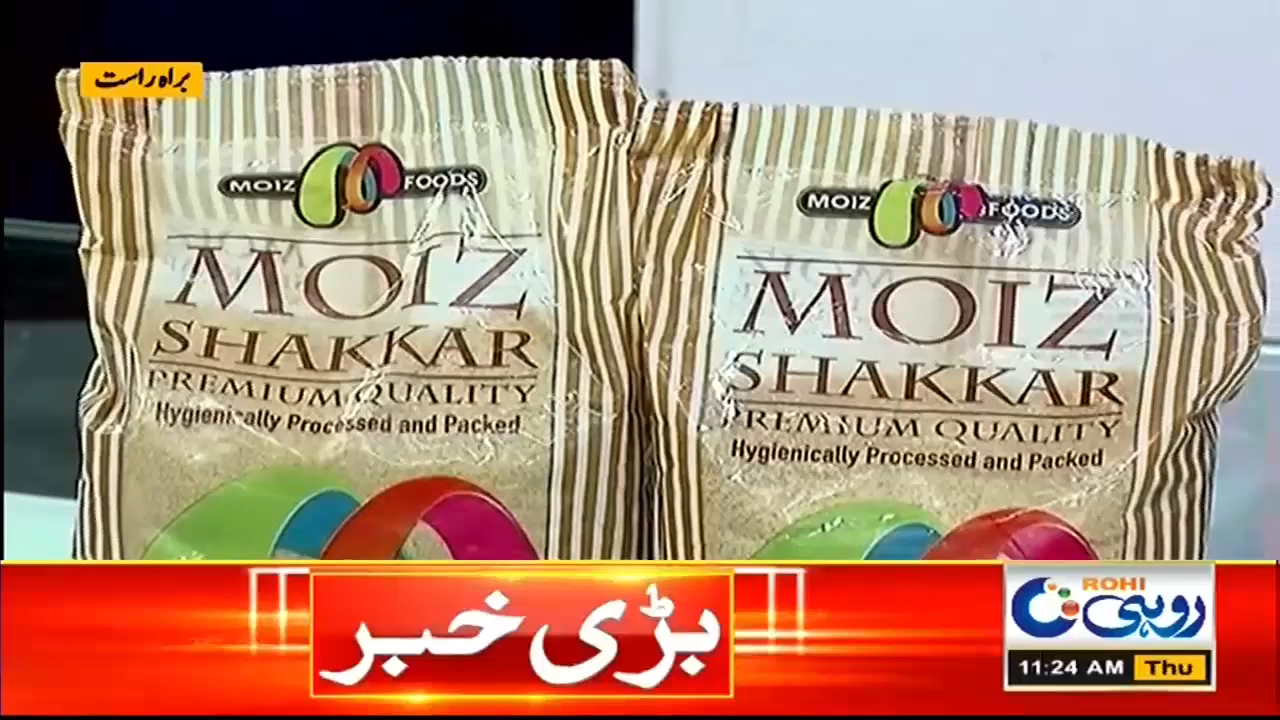 براہ راست
MOIZ FOODS
MOIZ
SHAKKAR
PREMIUM QUALITY
Hygienically Processed and Packed
MOIZ FOODS
MOIZ
SHAKKAR
PREMIUM QUALITY
Hygienically Processed and Packed
بڑی خبر
ROHI
روہی
11:24 AM Thu